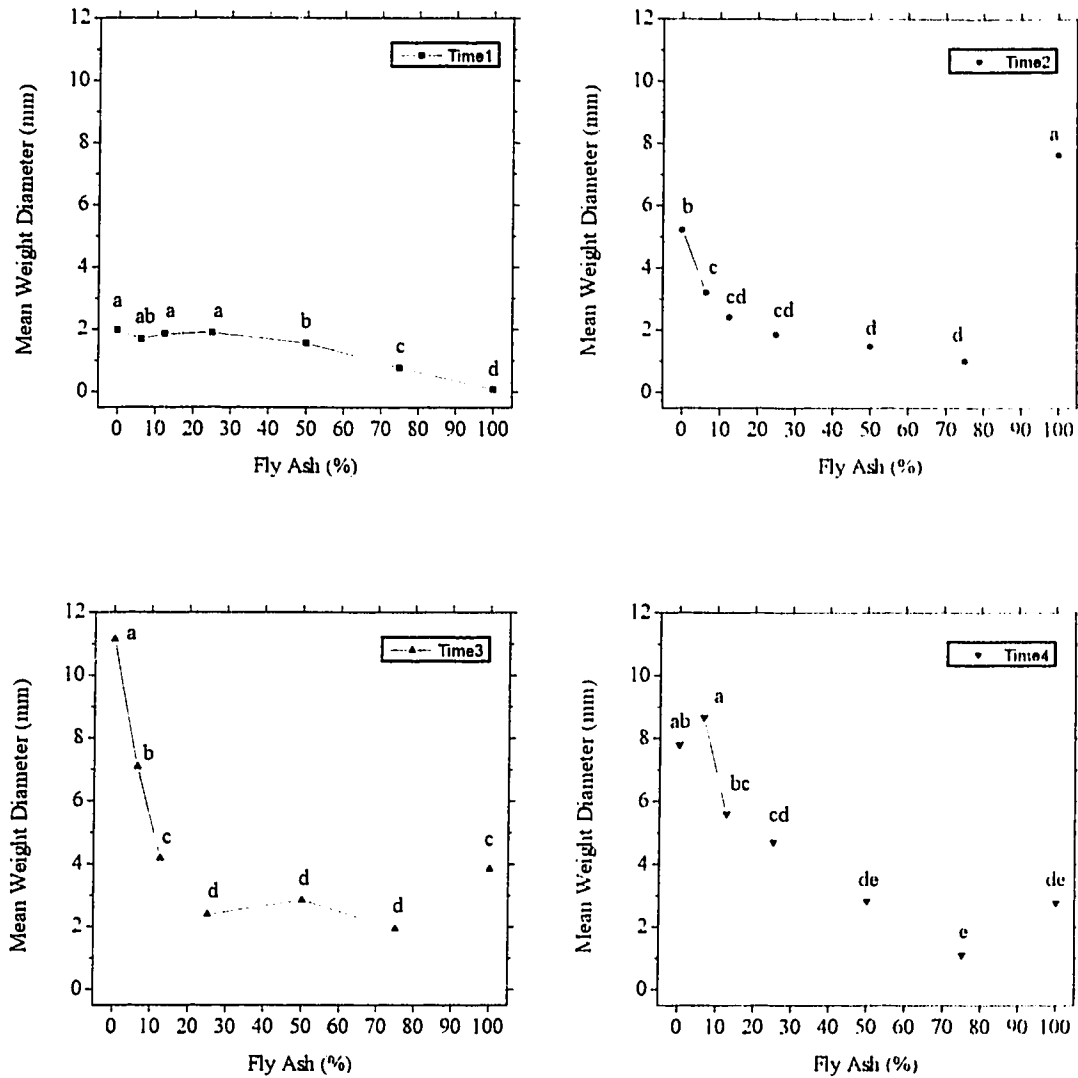 12
10
8
6
4
2
0
Mean Weight Diameter (mm)
Time1
a ab a a b c d
0 10 20 30 40 50 60 70 80 90 100
Fly Ash (%)
12
10
8
6
4
2
0
Mean Weight Diameter (mm)
Time2
b c cd cd d d a
0 10 20 30 40 50 60 70 80 90 100
Fly Ash (%)
12
10
8
6
4
2
0
Mean Weight Diameter (mm)
Time3
a b c d d d c
0 10 20 30 40 50 60 70 80 90 100
Fly Ash (%)
12
10
8
6
4
2
0
Mean Weight Diameter (mm)
Time4
ab a bc cd de e de
0 10 20 30 40 50 60 70 80 90 100
Fly Ash (%)